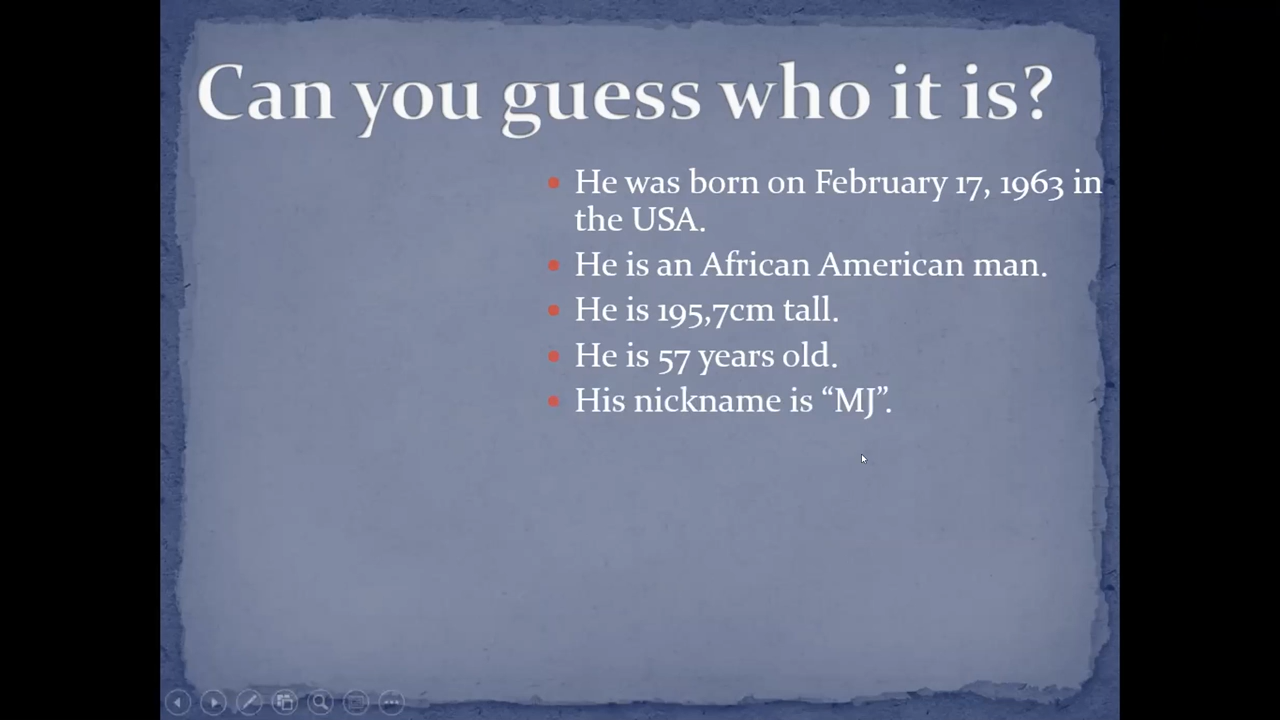 Can you guess who it is?
• He was born on February 17, 1963 in
the USA.
• He is an African American man.
• He is 195,7cm tall.
• He is 57 years old.
• His nickname is “MJ”.